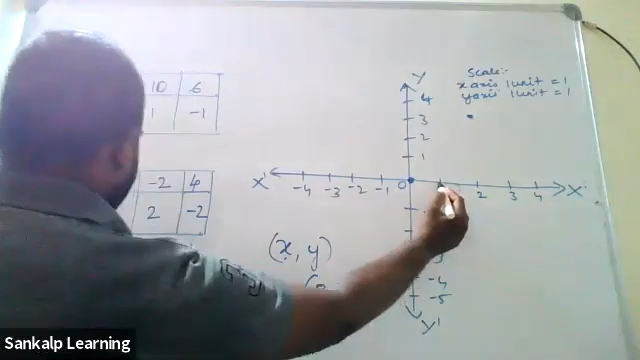 10 6
1 -1
-2 4
2 -2
(x, y)
Scale:-
x axis 1 unit = 1
y axis 1 unit = 1
Y
4
3
2
1
X' -4 -3 -2 -1 0 2 3 4 X
3
-4
-5
Y'
Sankalp Learning